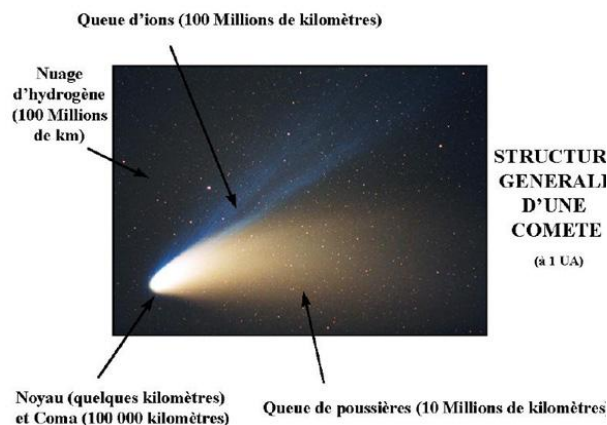 Queue d'ions (100 Millions de kilomètres)
Nuage
d'hydrogène
(100 Millions
de km)
STRUCTUR
GENERAL
D'UNE
COMETE
(à 1 UA)
Noyau (quelques kilomètres)
et Coma (100 000 kilomètres)
Queue de poussières (10 Millions de kilomètres)